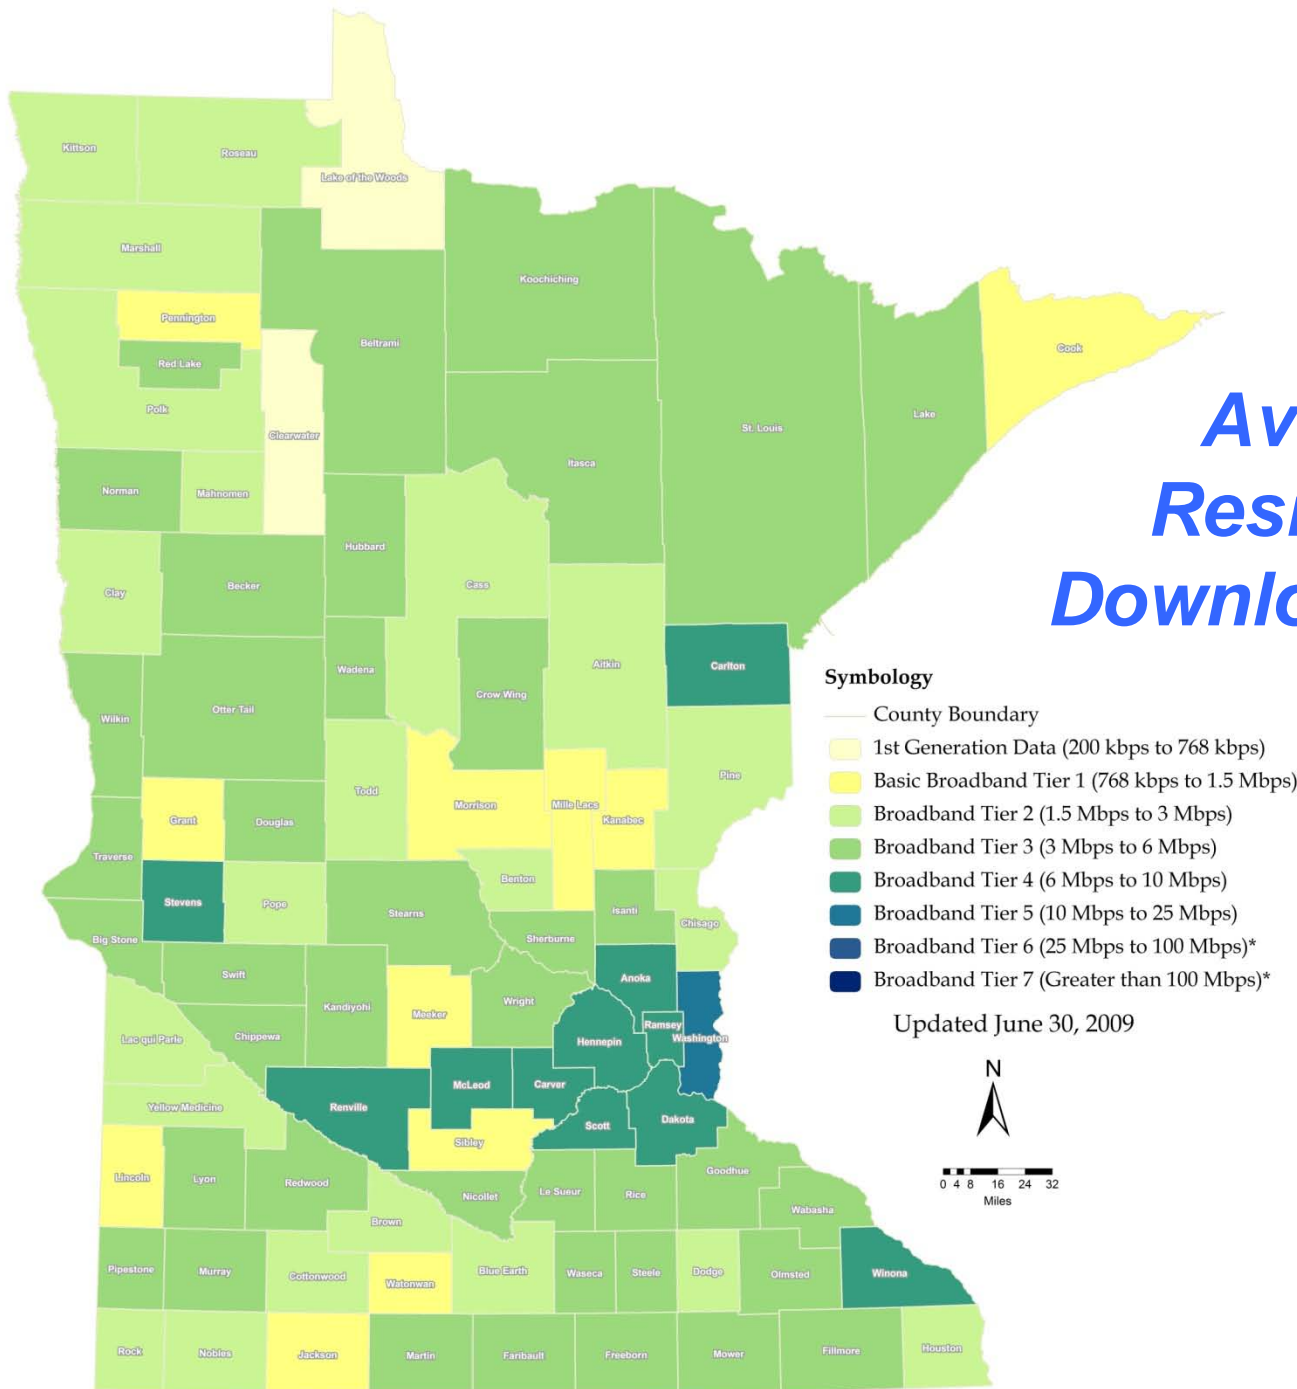 Kittson
Roseau
Lake of the Woods
Marshall
Koochiching
Pennington
Beltrami
Cook
Red Lake
Polk
Clearwater
Lake
St. Louis
Itasca
Norman
Mahnomen
Hubbard
Cass
Becker
Clay
Av
Resi
Downlo
Aitkin
Carlton
Wadena
Crow Wing
Otter Tail
Wilkin
Pine
Todd
Morrison
Mille Lacs
Kanabec
Grant
Douglas
Traverse
Benton
Stevens
Pope
Stearns
Isanti
Chisago
Big Stone
Sherburne
Swift
Anoka
Kandiyohi
Meeker
Wright
Ramsey
Washington
Hennepin
Lac qui Parle
Chippewa
McLeod
Carver
Yellow Medicine
Renville
Scott
Dakota
Sibley
Lincoln
Lyon
Redwood
Nicollet
Le Sueur
Rice
Goodhue
Wabasha
Brown
Pipestone
Murray
Cottonwood
Watonwan
Blue Earth
Waseca
Steele
Dodge
Olmsted
Winona
Rock
Nobles
Jackson
Martin
Faribault
Freeborn
Mower
Fillmore
Houston
Symbology
County Boundary
1st Generation Data (200 kbps to 768 kbps)
Basic Broadband Tier 1 (768 kbps to 1.5 Mbps)
Broadband Tier 2 (1.5 Mbps to 3 Mbps)
Broadband Tier 3 (3 Mbps to 6 Mbps)
Broadband Tier 4 (6 Mbps to 10 Mbps)
Broadband Tier 5 (10 Mbps to 25 Mbps)
Broadband Tier 6 (25 Mbps to 100 Mbps)*
Broadband Tier 7 (Greater than 100 Mbps)*
Updated June 30, 2009
N
0 4 8 16 24 32
Miles